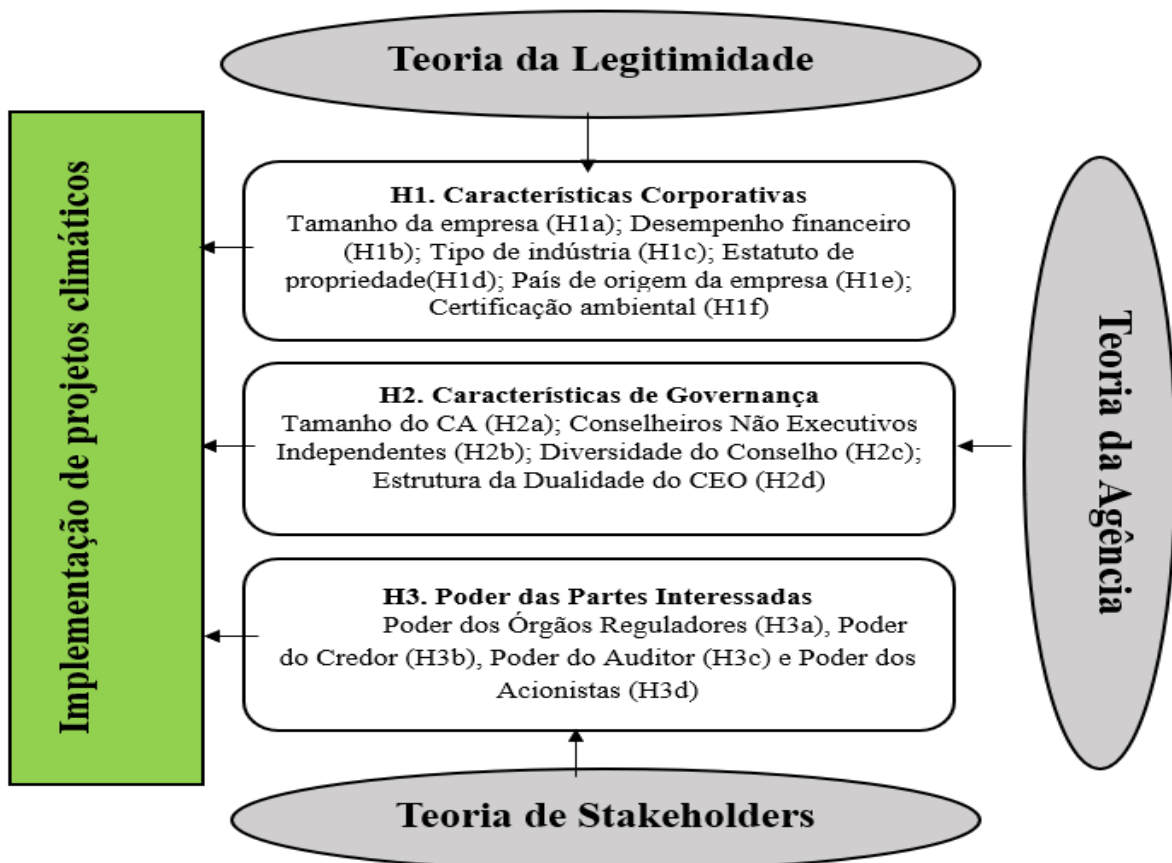 Teoria da Legitimidade
Implementação de projetos climáticos
H1. Características Corporativas
Tamanho da empresa (H1a); Desempenho financeiro
(H1b); Tipo de indústria (H1c); Estatuto de
propriedade(H1d); País de origem da empresa (H1e);
Certificação ambiental (H1f)
H2. Características de Governança
Tamanho do CA (H2a); Conselheiros Não Executivos
Independentes (H2b); Diversidade do Conselho (H2c);
Estrutura da Dualidade do CEO (H2d)
H3. Poder das Partes Interessadas
Poder dos Órgãos Reguladores (H3a), Poder
do Credor (H3b), Poder do Auditor (H3c) e Poder dos
Acionistas (H3d)
Teoria da Agência
Teoria de Stakeholders